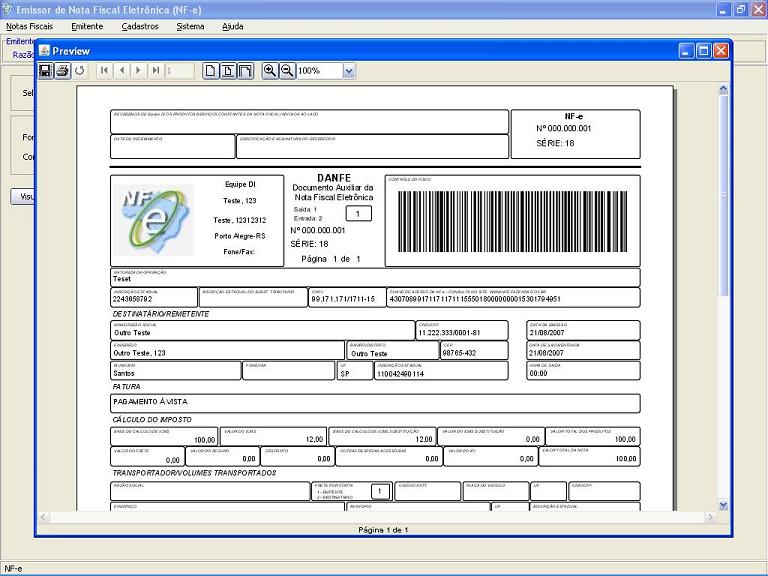 Emissor de Nota Fiscal Eletrônica (NF-e)
Notas Fiscais Emitente Cadastros Sistema Ajuda
Emitente
Razão
Sel
For
Con
Visu
Preview
1
100%
RECEBEMOS DE Equipe DI OS PRODUTOS/SERVIÇOS CONSTANTES DA NOTA FISCAL INDICADA AO LADO
DATA DE RECEBIMENTO IDENTIFICAÇÃO E ASSINATURA DO RECEBEDOR
NF-e
Nº 000.000.001
SÉRIE: 18
NF e
Equipe DI
Teste, 123
Teste, 12312312
Porto Alegre-RS
Fone/Fax:
DANFE
Documento Auxiliar da
Nota Fiscal Eletrônica
Saída: 1
Entrada: 2
1
Nº 000.000.001
SÉRIE: 18
Página 1 de 1
CONTROLE DO FISCO
NATUREZA DA OPERAÇÃO
Teset
INSCRIÇÃO ESTADUAL INSCRIÇÃO ESTADUAL DO SUBST. TRIBUTÁRIO CNPJ
2243658792 99.171.171/1711-15
DESTINATÁRIO/REMETENTE
NOME/RAZÃO SOCIAL CNPJ/CPF DATA DA EMISSÃO
Outro Teste 11.222.333/0001-81 21/08/2007
ENDEREÇO BAIRRO/DISTRITO CEP DATA DE SAÍDA/ENTRADA
Outro Teste, 123 Outro Teste 98765-432 21/08/2007
MUNICÍPIO FONE/FAX UF INSCRIÇÃO ESTADUAL HORA DE SAÍDA
Santos SP 110042490114 00:00
FATURA
PAGAMENTO Á VISTA
CÁLCULO DO IMPOSTO
BASE DE CÁLCULO DE ICMS VALOR DO ICMS BASE DE CÁLCULO DE ICMS SUBSTITUIÇÃO VALOR DO ICMS SUBSTITUIÇÃO VALOR TOTAL DOS PRODUTOS
100,00 12,00 12,00 0,00 100,00
VALOR DO FRETE VALOR DO SEGURO DESCONTO OUTRAS DESPESAS ACESSÓRIAS VALOR DO IPI VALOR TOTAL DA NOTA
0,00 0,00 0,00 0,00 0,00 100,00
TRANSPORTADOR/VOLUMES TRANSPORTADOS
RAZÃO SOCIAL FRETE POR CONTA CÓDIGO ANTT PLACA DO VEÍCULO UF CNPJ/CPF
1 - EMITENTE
2 - DESTINATÁRIO
1
ENDEREÇO MUNICÍPIO UF INSCRIÇÃO ESTADUAL
Página 1 de 1
NF-e